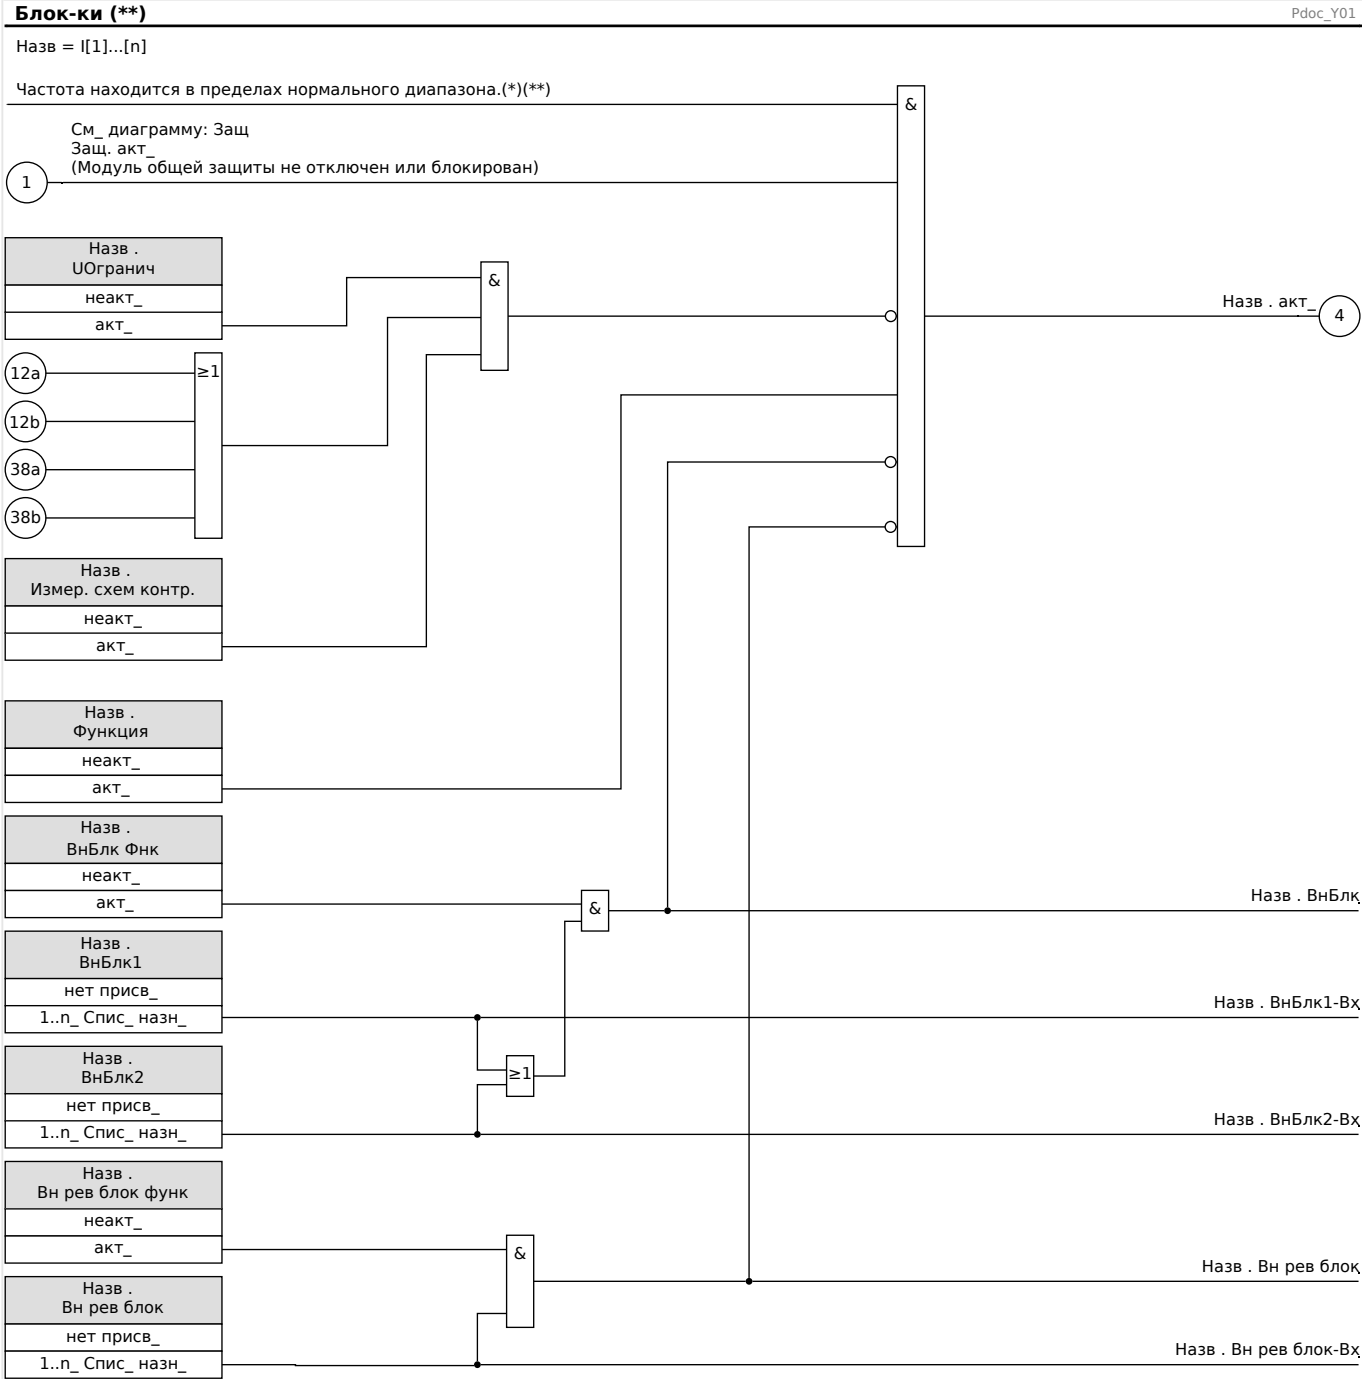 Блок-ки (**)
Pdoc_Y01
Назв = I[1]...[n]
Частота находится в пределах нормального диапазона.(*)(**)
&
См_ диаграмму: Защ
Защ. акт_
(Модуль общей защиты не отключен или блокирован)
1
Назв .
UОгранич
неакт_
акт_
&
Назв . акт_
4
12a
≥1
12b
38a
38b
Назв .
Измер. схем контр.
неакт_
акт_
Назв .
Функция
неакт_
акт_
Назв .
ВнБлк Фнк
неакт_
акт_
&
Назв . ВнБлк
Назв .
ВнБлк1
нет присв_
1..n_ Спис_ назн_
Назв . ВнБлк1-Вх
≥1
Назв .
ВнБлк2
нет присв_
1..n_ Спис_ назн_
Назв . ВнБлк2-Вх
Назв .
Вн рев блок функ
неакт_
акт_
&
Назв . Вн рев блок
Назв .
Вн рев блок
нет присв_
1..n_ Спис_ назн_
Назв . Вн рев блок-Вх